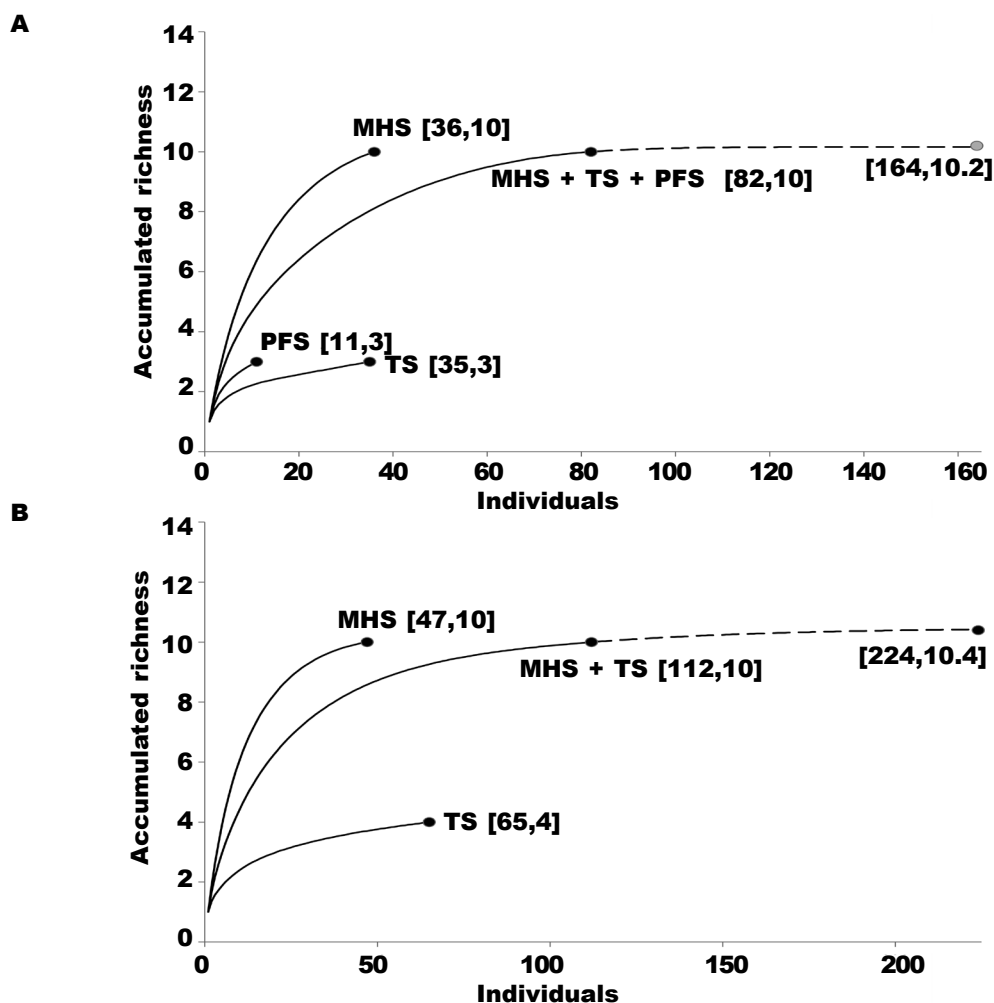 A
Accumulated richness
14
12
10
8
6
4
2
0
MHS [36,10]
MHS + TS + PFS [82,10]
[164,10.2]
PFS [11,3]
TS [35,3]
0 20 40 60 80 100 120 140 160
Individuals
B
Accumulated richness
14
12
10
8
6
4
2
0
MHS [47,10]
MHS + TS [112,10]
[224,10.4]
TS [65,4]
0 50 100 150 200
Individuals